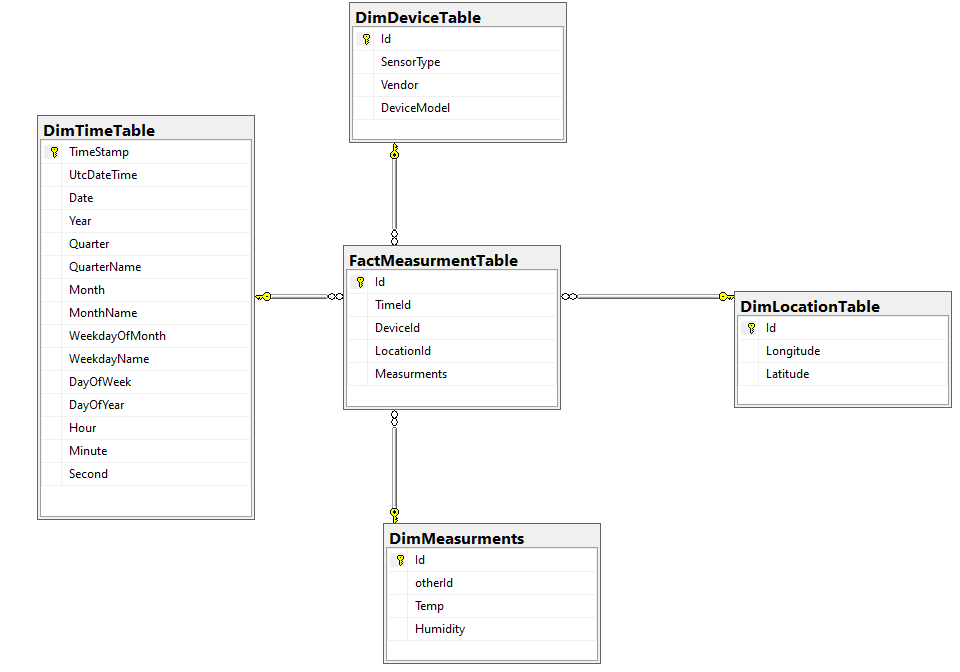 DimDeviceTable
Id
SensorType
Vendor
DeviceModel
DimTimeTable
TimeStamp
UtcDateTime
Date
Year
Quarter
QuarterName
Month
MonthName
WeekdayOfMonth
WeekdayName
DayOfWeek
DayOfYear
Hour
Minute
Second
FactMeasurmentTable
Id
TimeId
DeviceId
LocationId
Measurments
DimLocationTable
Id
Longitude
Latitude
DimMeasurments
Id
otherId
Temp
Humidity